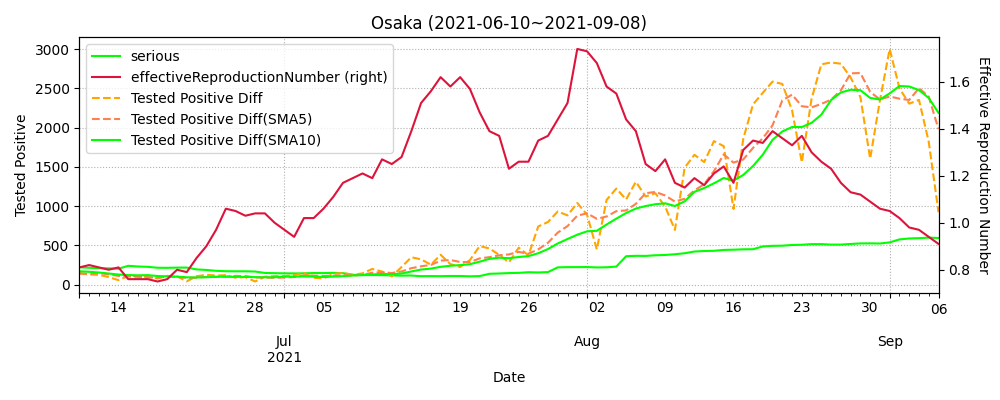 Osaka (2021-06-10~2021-09-08)
serious
effectiveReproductionNumber (right)
Tested Positive Diff
Tested Positive Diff(SMA5)
Tested Positive Diff(SMA10)
Tested Positive
3000
2500
2000
1500
1000
500
0
Effective Reproduction Number
1.6
1.4
1.2
1.0
0.8
14 21 28 05 12 19 26 02 09 16 23 30 06
Jul Aug Sep
2021
Date